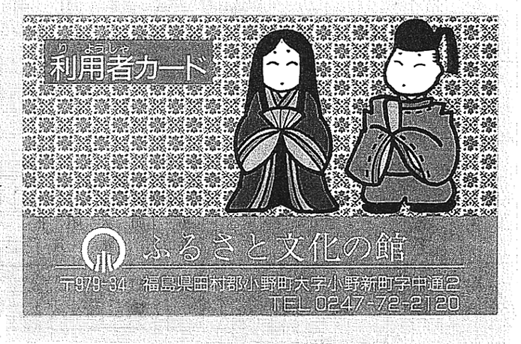 りようしゃ
利用者カード
ふるさと文化の館
〒979-34 福島県田村郡小野町大字小野新町字中通2
TEL.0247-72-2120